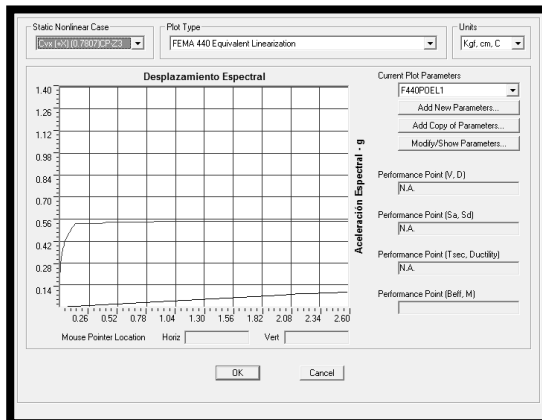 Static Nonlinear Case
Plot Type
Units
FEMA 440 Equivalent Linearization
Kgf, cm, C
Desplazamiento Espectral
Current Plot Parameters
F440POEL1
Add New Parameters...
Add Copy of Parameters...
Modify/Show Parameters...
Performance Point (V, D)
N.A.
Performance Point (Sa, Sd)
N.A.
Performance Point (Tsec, Ductility)
N.A.
Performance Point (Beff, M)
Aceleración Espectral - g
1.40
1.26
1.12
0.98
0.84
0.70
0.56
0.42
0.28
0.14
0.26 0.52 0.78 1.04 1.30 1.56 1.82 2.08 2.34 2.60
Mouse Pointer Location Horiz Vert
OK Cancel